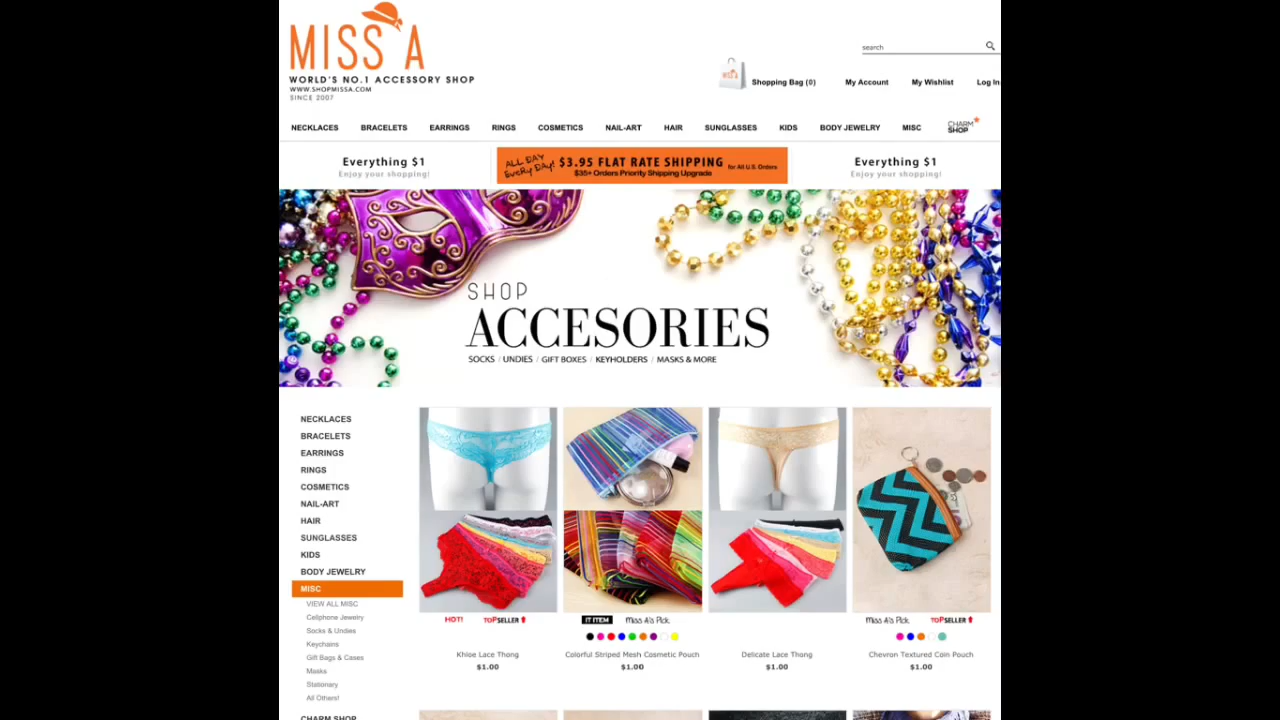 MISS A
WORLD'S NO.1 ACCESSORY SHOP
WWW.SHOPMISSA.COM
SINCE 2007
search
MISS A
Shopping Bag (0)
My Account
My Wishlist
Log In
NECKLACES BRACELETS EARRINGS RINGS COSMETICS NAIL-ART HAIR SUNGLASSES KIDS BODY JEWELRY MISC CHARM SHOP
Everything $1
Enjoy your shopping!
ALL DAY EVERY DAY! $3.95 FLAT RATE SHIPPING for All U.S. Orders
$35+ Orders Priority Shipping Upgrade
Everything $1
Enjoy your shopping!
SHOP
ACCESORIES
SOCKS / UNDIES / GIFT BOXES / KEYHOLDERS / MASKS & MORE
NECKLACES
BRACELETS
EARRINGS
RINGS
COSMETICS
NAIL-ART
HAIR
SUNGLASSES
KIDS
BODY JEWELRY
MISC
VIEW ALL MISC
Cellphone Jewelry
Socks & Undies
Keychains
Gift Bags & Cases
Masks
Stationary
All Others!
CHARM SHOP
HOT! TOPSELLER
Khloe Lace Thong
$1.00
IT ITEM Miss A's Pick
Colorful Striped Mesh Cosmetic Pouch
$1.00
Delicate Lace Thong
$1.00
Miss A's Pick TOPSELLER
Chevron Textured Coin Pouch
$1.00